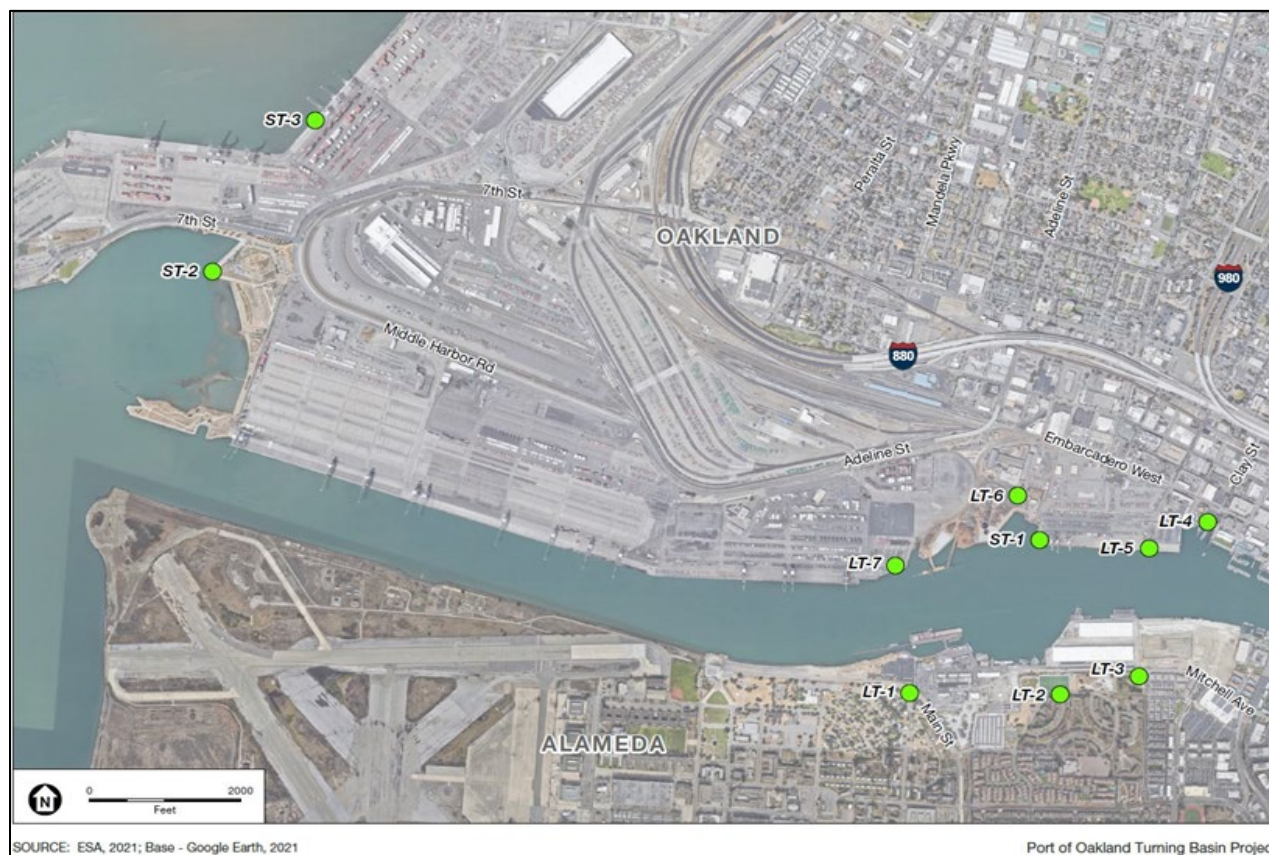 ST-3
7th St
7th St
ST-2
OAKLAND
Peralta St
Mandela Pkwy
Adeline St
980
880
Middle Harbor Rd
Adeline St
Embarcadero West
Clay St
LT-6
ST-1
LT-5
LT-4
LT-7
LT-1
Main St
LT-2
LT-3
Mitchell Ave
ALAMEDA
N
0 2000
Feet
SOURCE: ESA, 2021; Base - Google Earth, 2021
Port of Oakland Turning Basin Projec